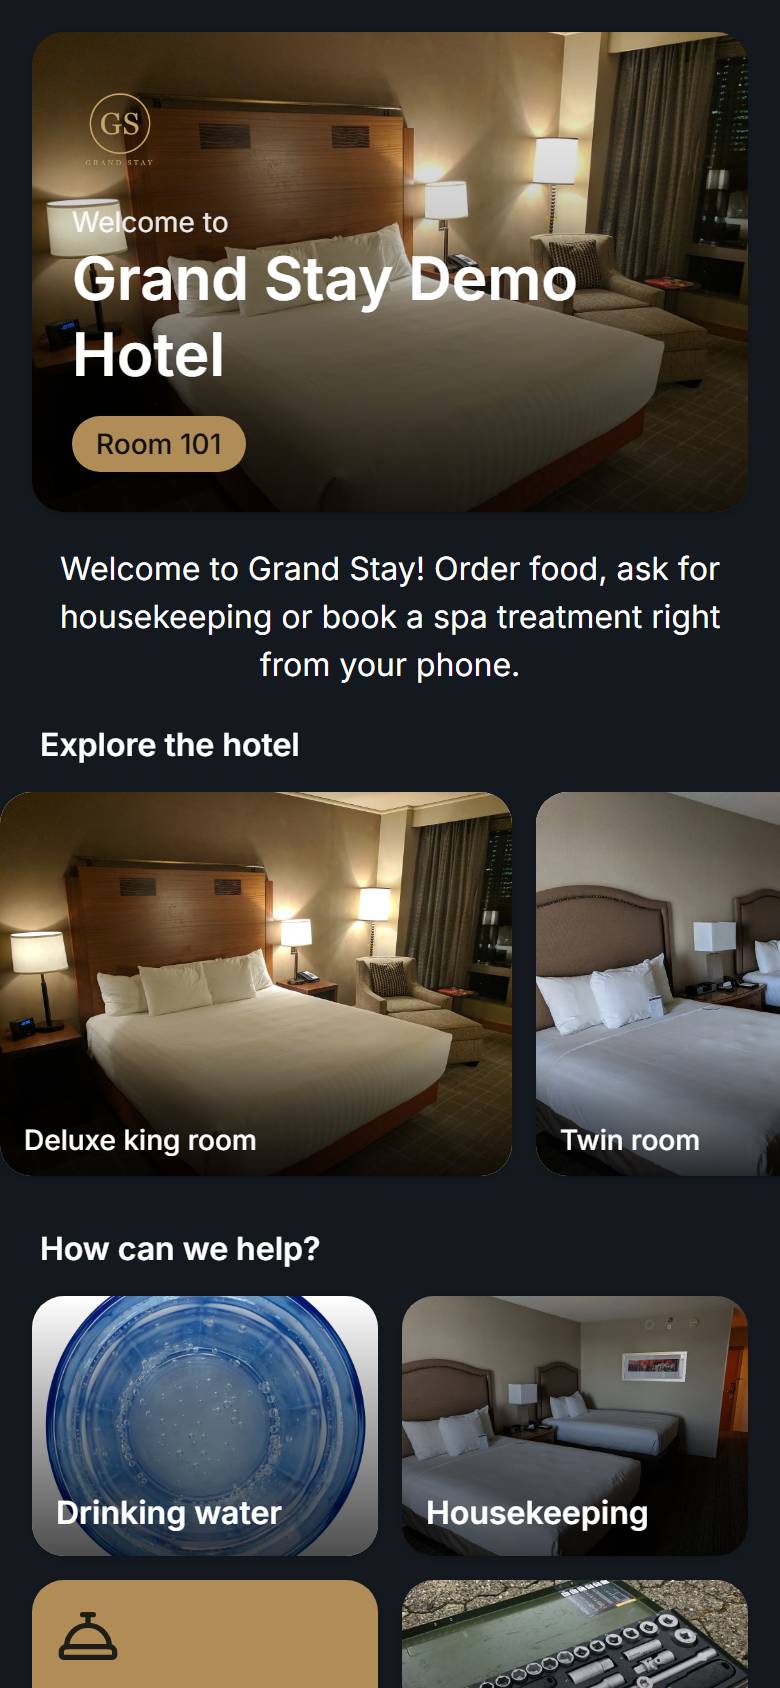 GS
GRAND STAY
Welcome to
Grand Stay Demo
Hotel
Room 101
Welcome to Grand Stay! Order food, ask for
housekeeping or book a spa treatment right
from your phone.
Explore the hotel
Deluxe king room
Twin room
How can we help?
Drinking water
Housekeeping